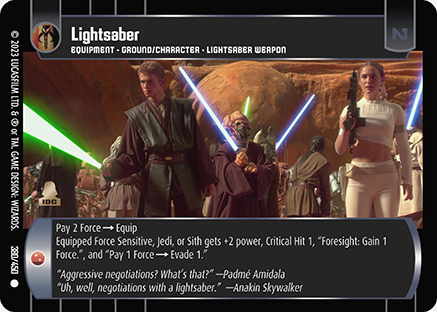 Lightsaber
EQUIPMENT - GROUND/CHARACTER - LIGHTSABER WEAPON
N
© 2023 LUCASFILM LTD. & ® or TM. GAME DESIGN: WIZARDS.
IDC
380/450
Pay 2 Force → Equip
Equipped Force Sensitive, Jedi, or Sith gets +2 power, Critical Hit 1, “Foresight: Gain 1
Force.”, and “Pay 1 Force → Evade 1.”
“Aggressive negotiations? What’s that?” —Padmé Amidala
“Uh, well, negotiations with a lightsaber.” —Anakin Skywalker